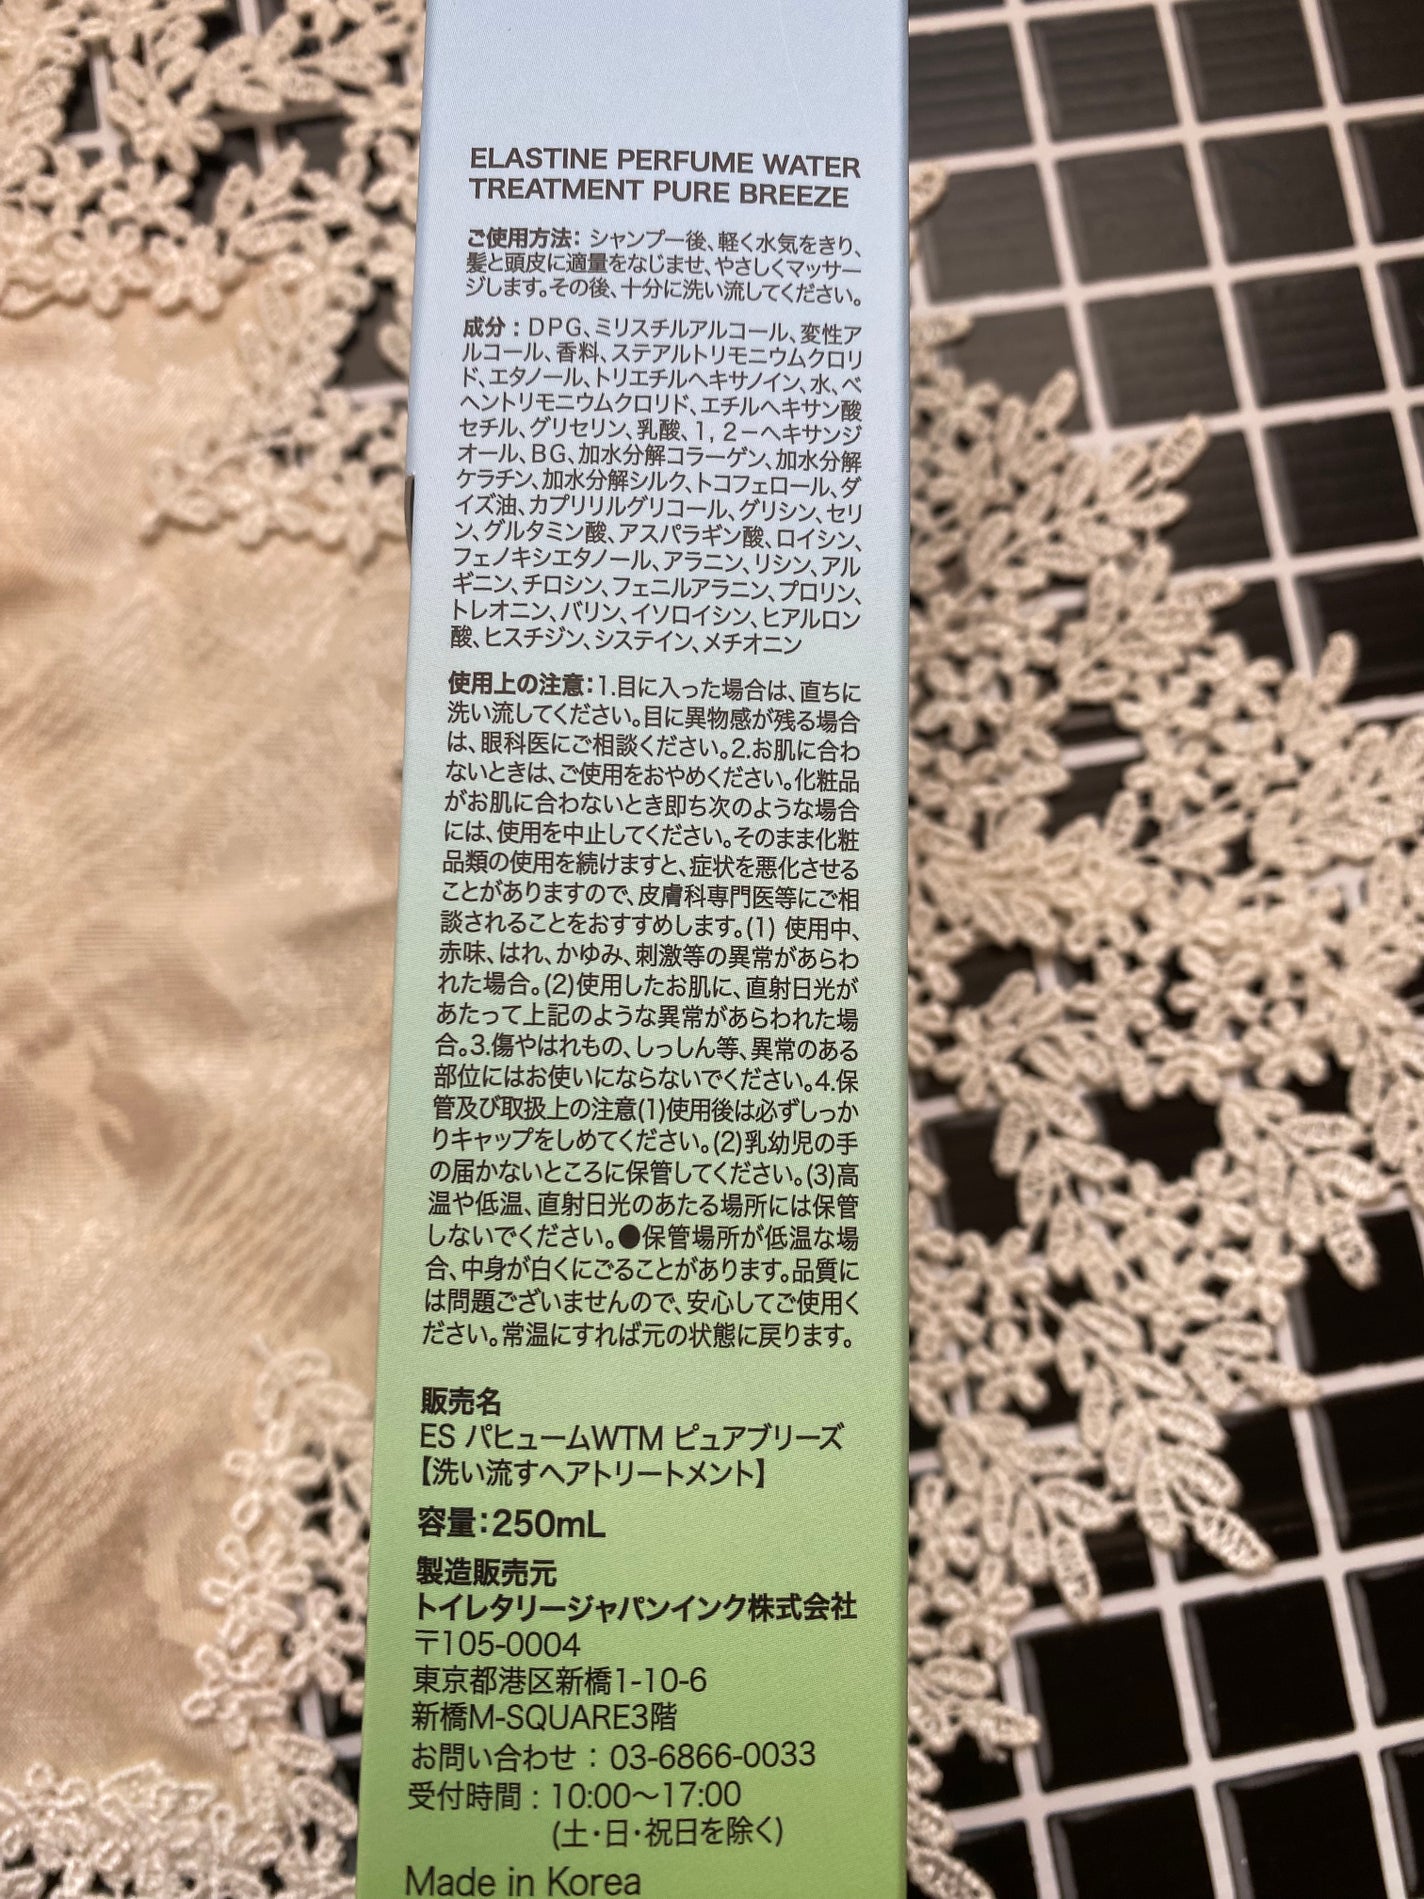 ELASTINE PERFUME WATER
TREATMENT PURE BREEZE
ご使用方法：シャンプー後、軽く水気をきり、
髪と頭皮に適量をなじませ、やさしくマッサー
ジします。その後、十分に洗い流してください。
成分：DPG、ミリスチルアルコール、変性ア
ルコール、香料、ステアルトリモニウムクロリ
ド、エタノール、トリエチルヘキサノイン、水、ベ
ヘントリモニウムクロリド、エチルヘキサン酸
セチル、グリセリン、乳酸、1，2－ヘキサンジ
オール、BG、加水分解コラーゲン、加水分解
ケラチン、加水分解シルク、トコフェロール、ダ
イズ油、カプリリルグリコール、グリシン、セリ
ン、グルタミン酸、アスパラギン酸、ロイシン、
フェノキシエタノール、アラニン、リシン、アル
ギニン、チロシン、フェニルアラニン、プロリン、
トレオニン、バリン、イソロイシン、ヒアルロン
酸、ヒスチジン、システイン、メチオニン
使用上の注意：1.目に入った場合は、直ちに
洗い流してください。目に異物感が残る場合
は、眼科医にご相談ください。2.お肌に合わ
ないときは、ご使用をおやめください。化粧品
がお肌に合わないとき即ち次のような場合
には、使用を中止してください。そのまま化粧
品類の使用を続けますと、症状を悪化させる
ことがありますので、皮膚科専門医等にご相
談されることをおすすめします。(1) 使用中、
赤味、はれ、かゆみ、刺激等の異常があらわ
れた場合。(2)使用したお肌に、直射日光が
あたって上記のような異常があらわれた場
合。3.傷やはれもの、しっしん等、異常のある
部位にはお使いにならないでください。4.保
管及び取扱上の注意(1)使用後は必ずしっか
りキャップをしめてください。(2)乳幼児の手
の届かないところに保管してください。(3)高
温や低温、直射日光のあたる場所には保管
しないでください。●保管場所が低温な場
合、中身が白くにごることがあります。品質に
は問題ございませんので、安心してご使用く
ださい。常温にすれば元の状態に戻ります。
販売名
ES パヒュームWTM ピュアブリーズ
【洗い流すヘアトリートメント】
容量：250mL
製造販売元
トイレタリージャパンインク株式会社
〒105-0004
東京都港区新橋1-10-6
新橋M-SQUARE3階
お問い合わせ：03-6866-0033
受付時間：10:00～17:00
(土・日・祝日を除く)
Made in Korea